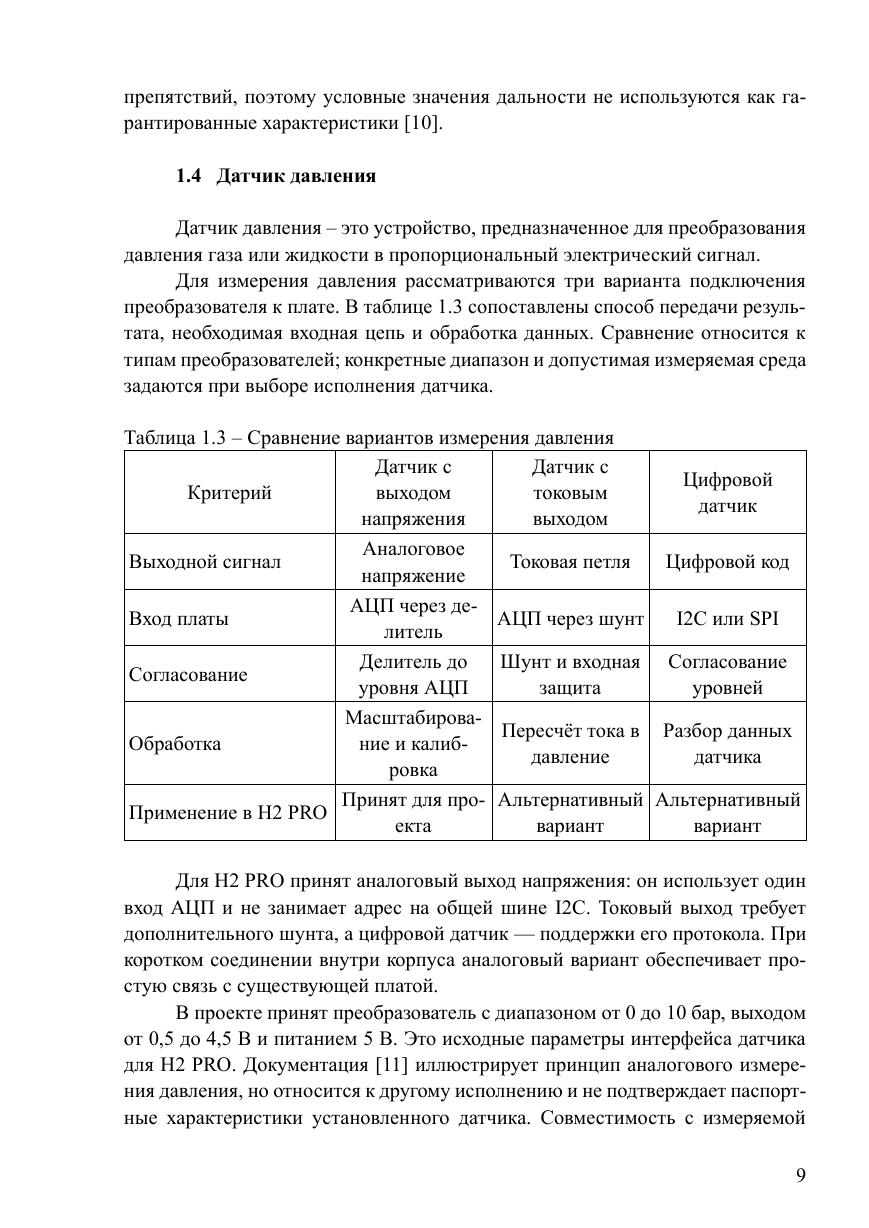 препятствий, поэтому условные значения дальности не используются как га-
рантированные характеристики [10].
1.4 Датчик давления
Датчик давления – это устройство, предназначенное для преобразования
давления газа или жидкости в пропорциональный электрический сигнал.
Для измерения давления рассматриваются три варианта подключения
преобразователя к плате. В таблице 1.3 сопоставлены способ передачи резуль-
тата, необходимая входная цепь и обработка данных. Сравнение относится к
типам преобразователей; конкретные диапазон и допустимая измеряемая среда
задаются при выборе исполнения датчика.
Таблица 1.3 – Сравнение вариантов измерения давления
Критерий
Датчик с
выходом
напряжения
Датчик с
токовым
выходом
Цифровой
датчик
Выходной сигнал
Аналоговое
напряжение
Токовая петля
Цифровой код
Вход платы
АЦП через де-
литель
АЦП через шунт
I2C или SPI
Согласование
Делитель до
уровня АЦП
Шунт и входная
защита
Согласование
уровней
Обработка
Масштабирова-
ние и калиб-
ровка
Пересчёт тока в
давление
Разбор данных
датчика
Применение в H2 PRO
Принят для про-
екта
Альтернативный
вариант
Альтернативный
вариант
Для H2 PRO принят аналоговый выход напряжения: он использует один
вход АЦП и не занимает адрес на общей шине I2C. Токовый выход требует
дополнительного шунта, а цифровой датчик — поддержки его протокола. При
коротком соединении внутри корпуса аналоговый вариант обеспечивает про-
стую связь с существующей платой.
В проекте принят преобразователь с диапазоном от 0 до 10 бар, выходом
от 0,5 до 4,5 В и питанием 5 В. Это исходные параметры интерфейса датчика
для H2 PRO. Документация [11] иллюстрирует принцип аналогового измере-
ния давления, но относится к другому исполнению и не подтверждает паспорт-
ные характеристики установленного датчика. Совместимость с измеряемой
9